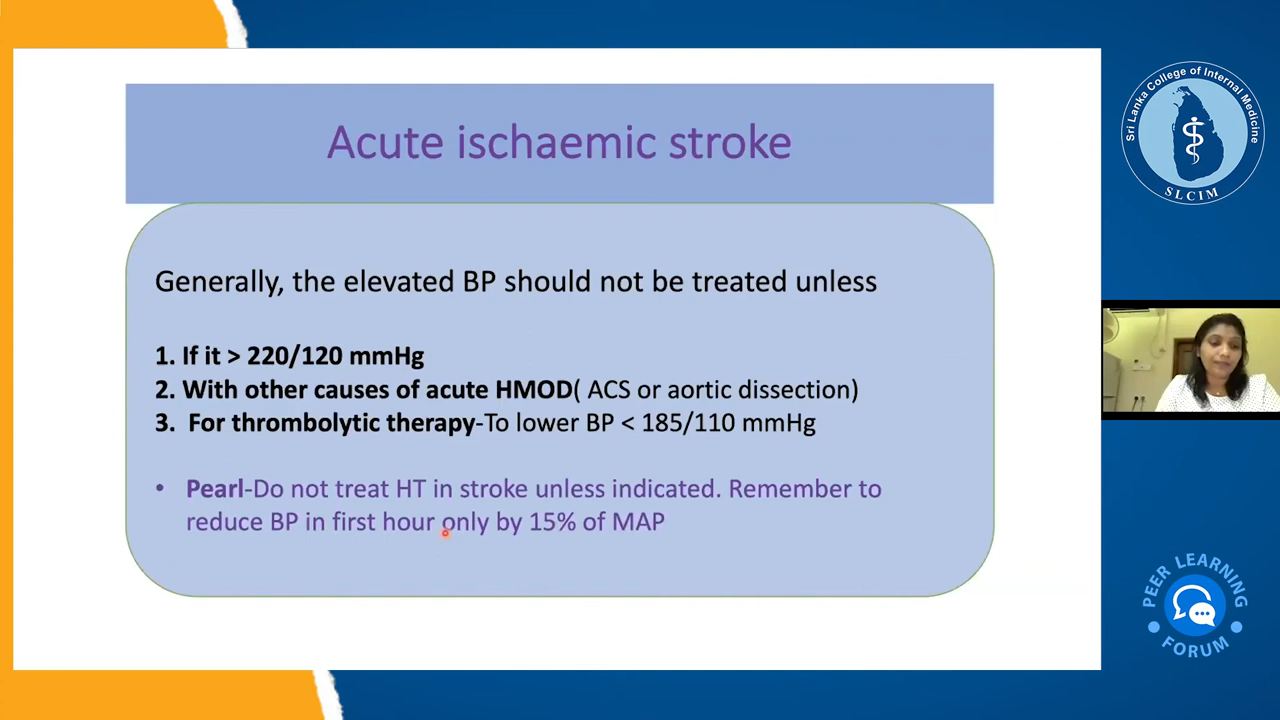 Acute ischaemic stroke
Generally, the elevated BP should not be treated unless
1. If it > 220/120 mmHg
2. With other causes of acute HMOD( ACS or aortic dissection)
3. For thrombolytic therapy-To lower BP < 185/110 mmHg
• Pearl-Do not treat HT in stroke unless indicated. Remember to
reduce BP in first hour only by 15% of MAP
Sri Lanka College of Internal Medicine
SLCIM
PEER LEARNING
FORUM